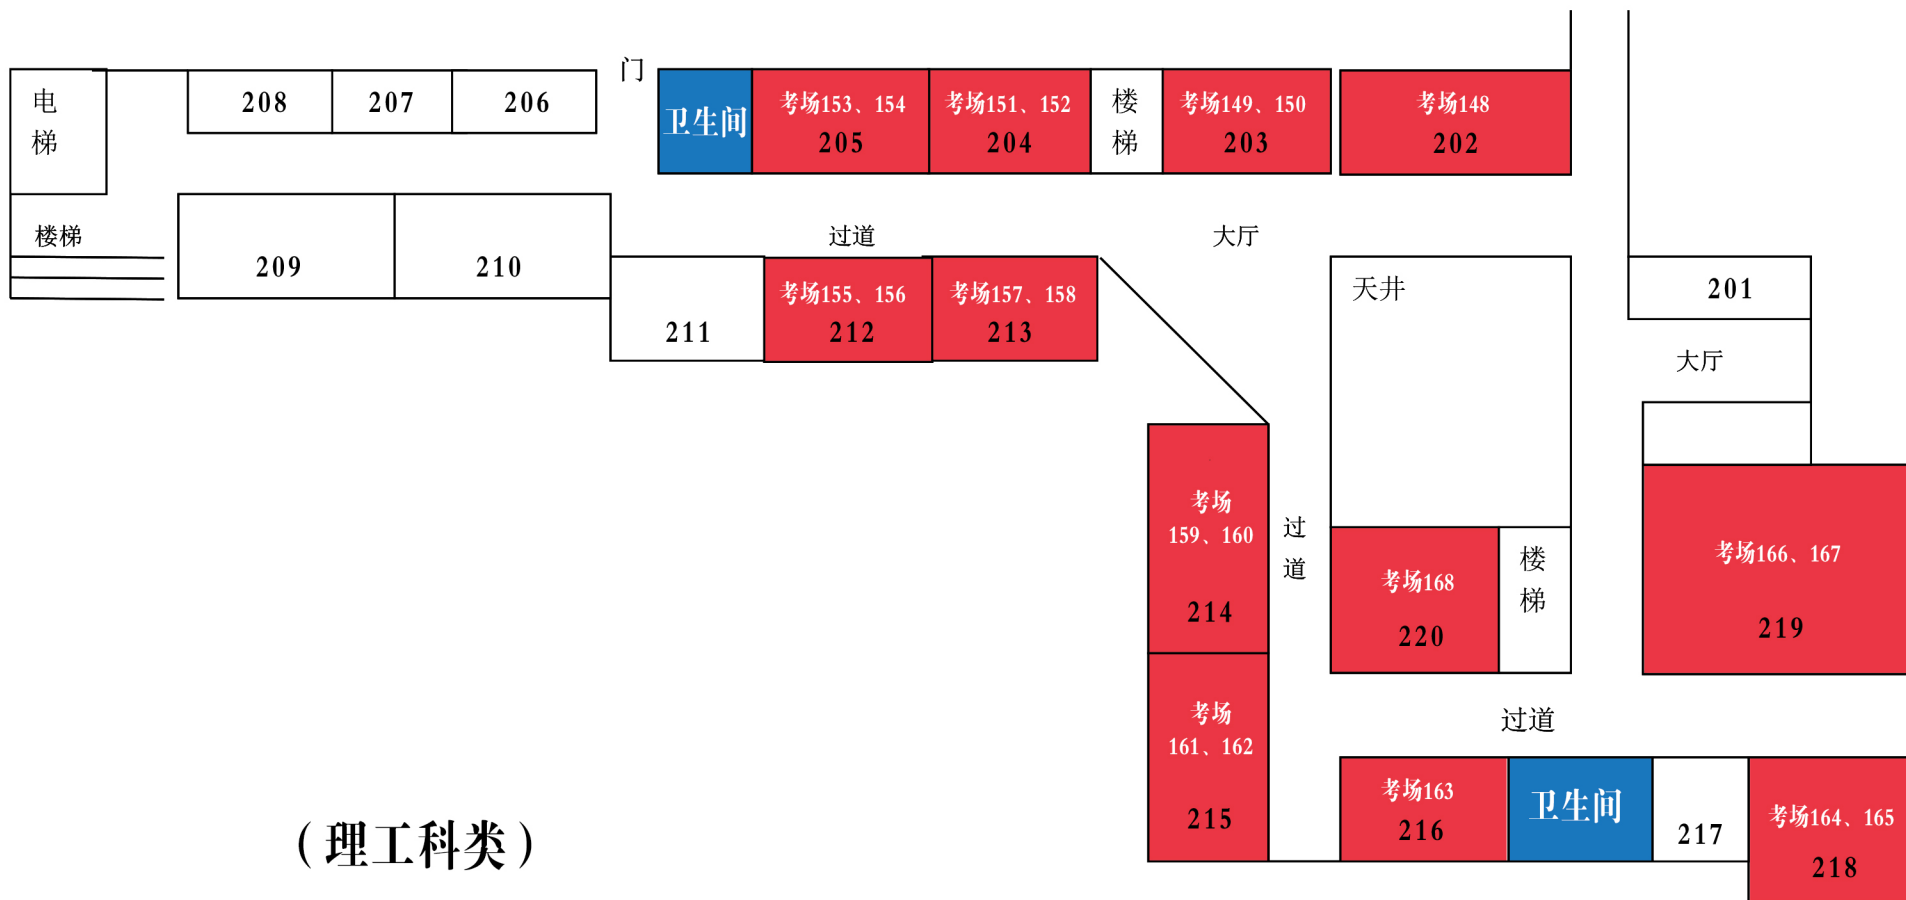 门
电
梯
208
207
206
卫生间
考场153、154
205
考场151、152
204
楼
梯
考场149、150
203
考场148
202
楼梯
209
210
过道
大厅
211
考场155、156
212
考场157、158
213
天井
201
大厅
考场
159、160
214
过
道
考场168
220
楼
梯
考场166、167
219
考场
161、162
215
过道
考场163
216
卫生间
217
考场164、165
218
（理工科类）